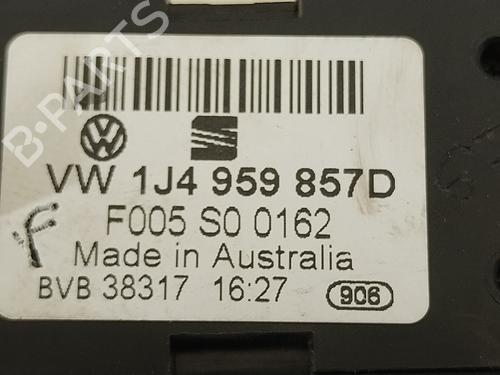 B-PARTS
VW 1J4 959 857D
F005 S0 0162
F
Made in Australia
BVB 38317 16:27 906